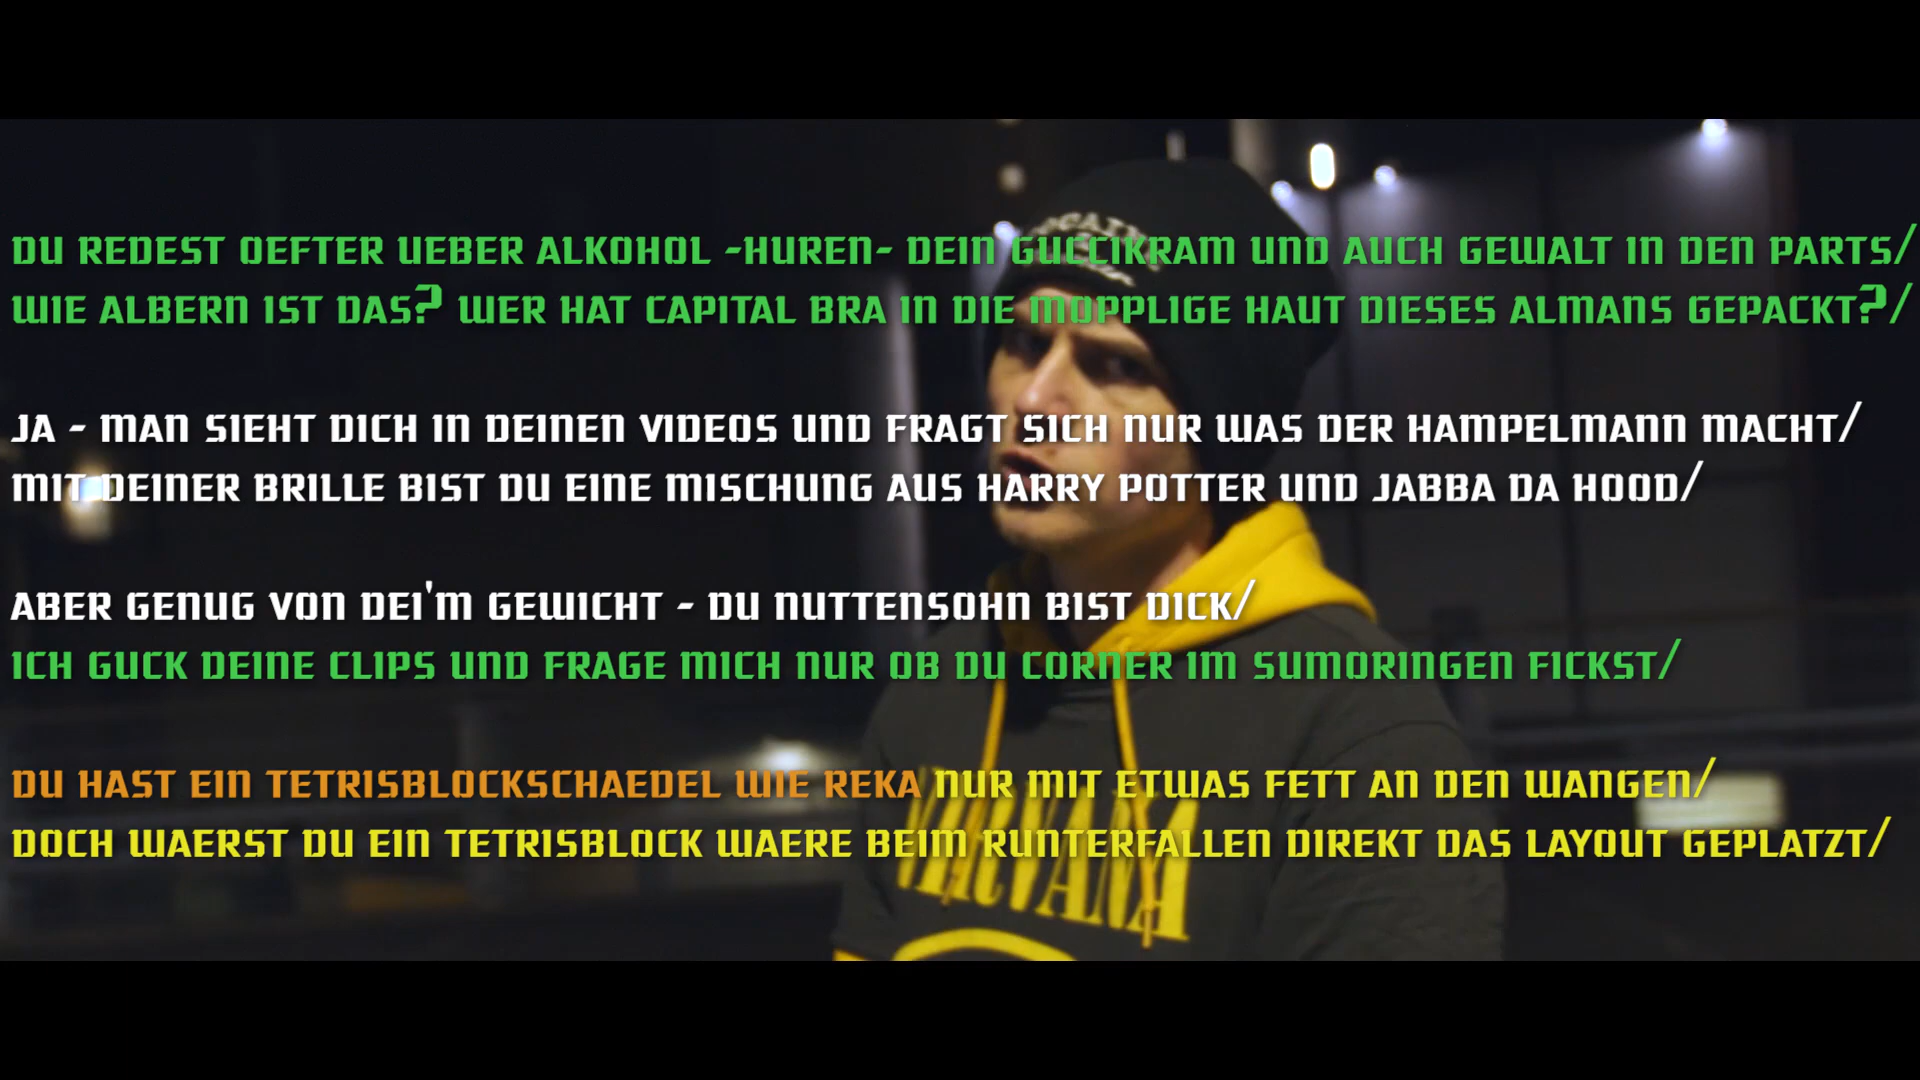 DU REDEST OEFTER UEBER ALKOHOL -HUREN- DEIN GUCCIKRAM UND AUCH GEWALT IN DEN PARTS/
WIE ALBERN IST DAS? WER HAT CAPITAL BRA IN DIE MOPPLIGE HAUT DIESES ALMANS GEPACKT?/
JA - MAN SIEHT DICH IN DEINEN VIDEOS UND FRAGT SICH NUR WAS DER HAMPELMANN MACHT/
MIT DEINER BRILLE BIST DU EINE MISCHUNG AUS HARRY POTTER UND JABBA DA HOOD/
ABER GENUG VON DEI'M GEWICHT - DU NUTTENSOHN BIST DICK/
ICH GUCK DEINE CLIPS UND FRAGE MICH NUR OB DU CORNER IM SUMORINGEN FICKST/
DU HAST EIN TETRISBLOCKSCHAEDEL WIE REKA NUR MIT ETWAS FETT AN DEN WANGEN/
DOCH WAERST DU EIN TETRISBLOCK WAERE BEIM RUNTERFALLEN DIREKT DAS LAYOUT GEPLATZT/
NIRVANA